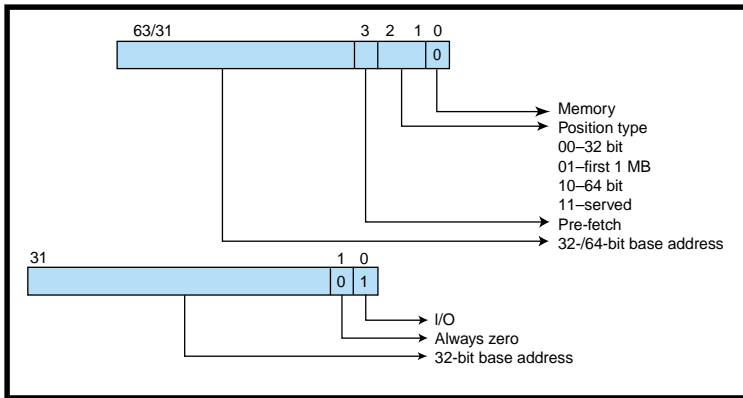 63/31 3 2 1 0
0
Memory
Position type
00–32 bit
01–first 1 MB
10–64 bit
11–served
Pre-fetch
32-/64-bit base address
31 1 0
0 1
I/O
Always zero
32-bit base address